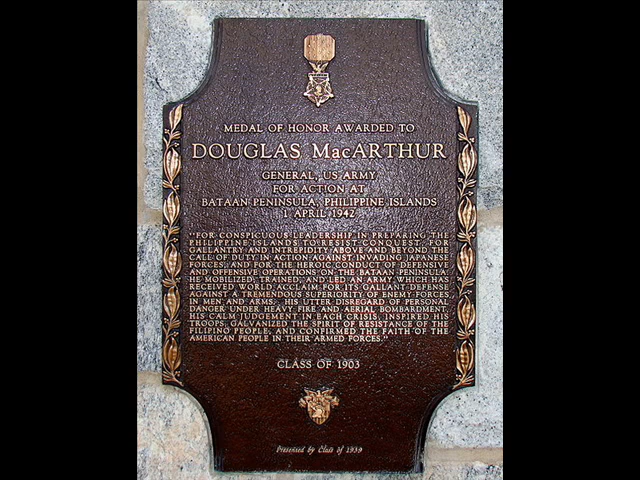 MEDAL OF HONOR AWARDED TO
DOUGLAS MacARTHUR
GENERAL, US ARMY
FOR ACTION AT
BATAAN PENINSULA, PHILIPPINE ISLANDS
1 APRIL 1942
"FOR CONSPICUOUS LEADERSHIP IN PREPARING THE
PHILIPPINE ISLANDS TO RESIST CONQUEST, FOR
GALLANTRY AND INTREPIDITY ABOVE AND BEYOND THE
CALL OF DUTY IN ACTION AGAINST INVADING JAPANESE
FORCES, AND FOR THE HEROIC CONDUCT OF DEFENSIVE
AND OFFENSIVE OPERATIONS ON THE BATAAN PENINSULA.
HE MOBILIZED, TRAINED, AND LED AN ARMY WHICH HAS
RECEIVED WORLD ACCLAIM FOR ITS GALLANT DEFENSE
AGAINST A TREMENDOUS SUPERIORITY OF ENEMY FORCES
IN MEN AND ARMS. HIS UTTER DISREGARD OF PERSONAL
DANGER UNDER HEAVY FIRE AND AERIAL BOMBARDMENT,
HIS CALM JUDGEMENT IN EACH CRISIS, INSPIRED HIS
TROOPS, GALVANIZED THE SPIRIT OF RESISTANCE OF THE
FILIPINO PEOPLE, AND CONFIRMED THE FAITH OF THE
AMERICAN PEOPLE IN THEIR ARMED FORCES."
CLASS OF 1903
Presented by Class of 1939